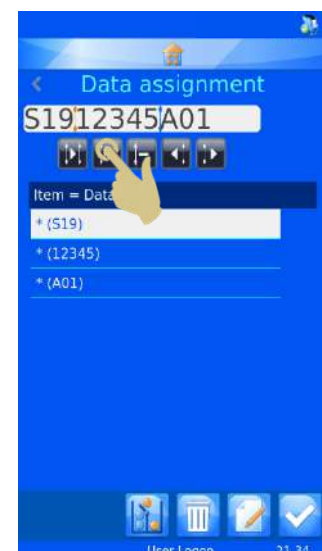 Data assignment
S1912345A01
Item = Data
* (S19)
* (12345)
* (A01)
User Logon 21:34